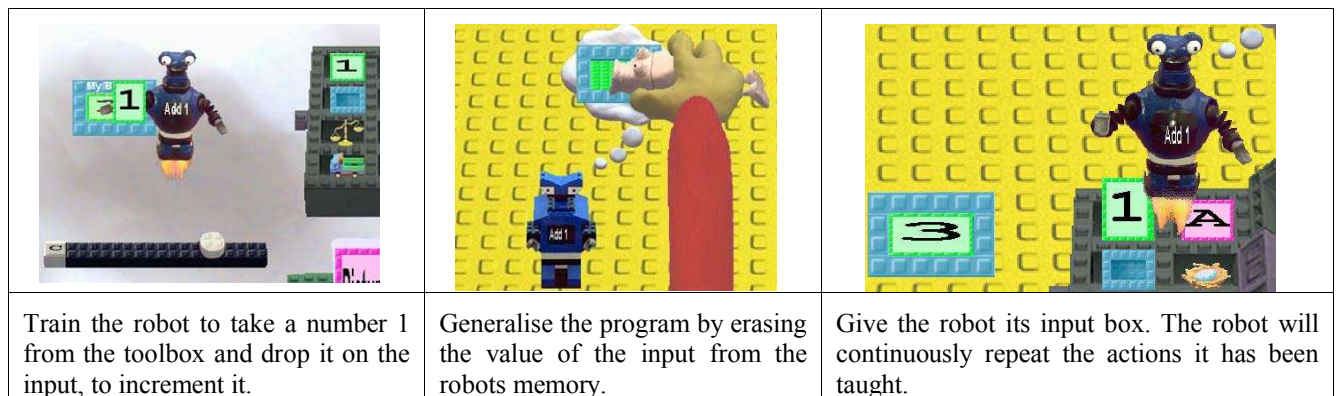 My B
1
Add 1
1
C
Add 1
Add 1
3
1
A
Train the robot to take a number 1
from the toolbox and drop it on the
input, to increment it.
Generalise the program by erasing
the value of the input from the
robots memory.
Give the robot its input box. The robot will
continuously repeat the actions it has been
taught.